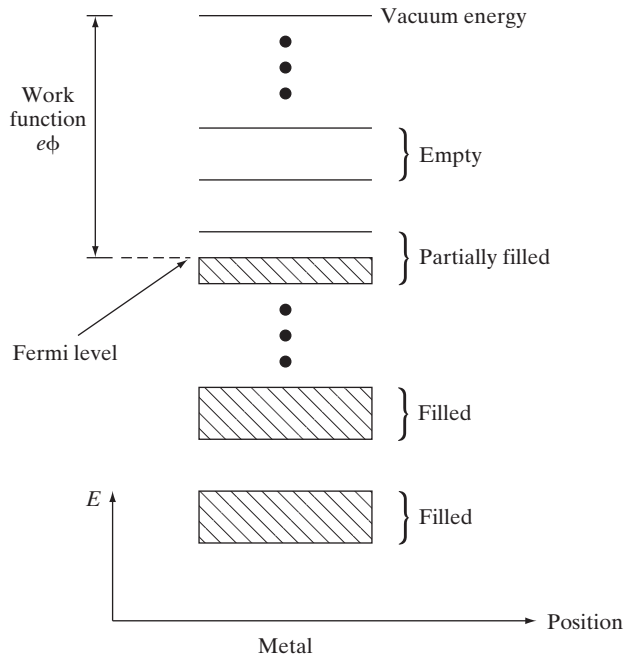 Vacuum energy
Work
function
eϕ
Empty
Partially filled
Fermi level
Filled
E
Filled
Position
Metal